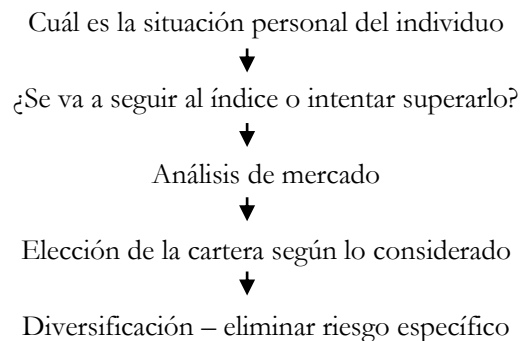 Cuál es la situación personal del individuo
¿Se va a seguir al índice o intentar superarlo?
Análisis de mercado
Elección de la cartera según lo considerado
Diversificación – eliminar riesgo específico